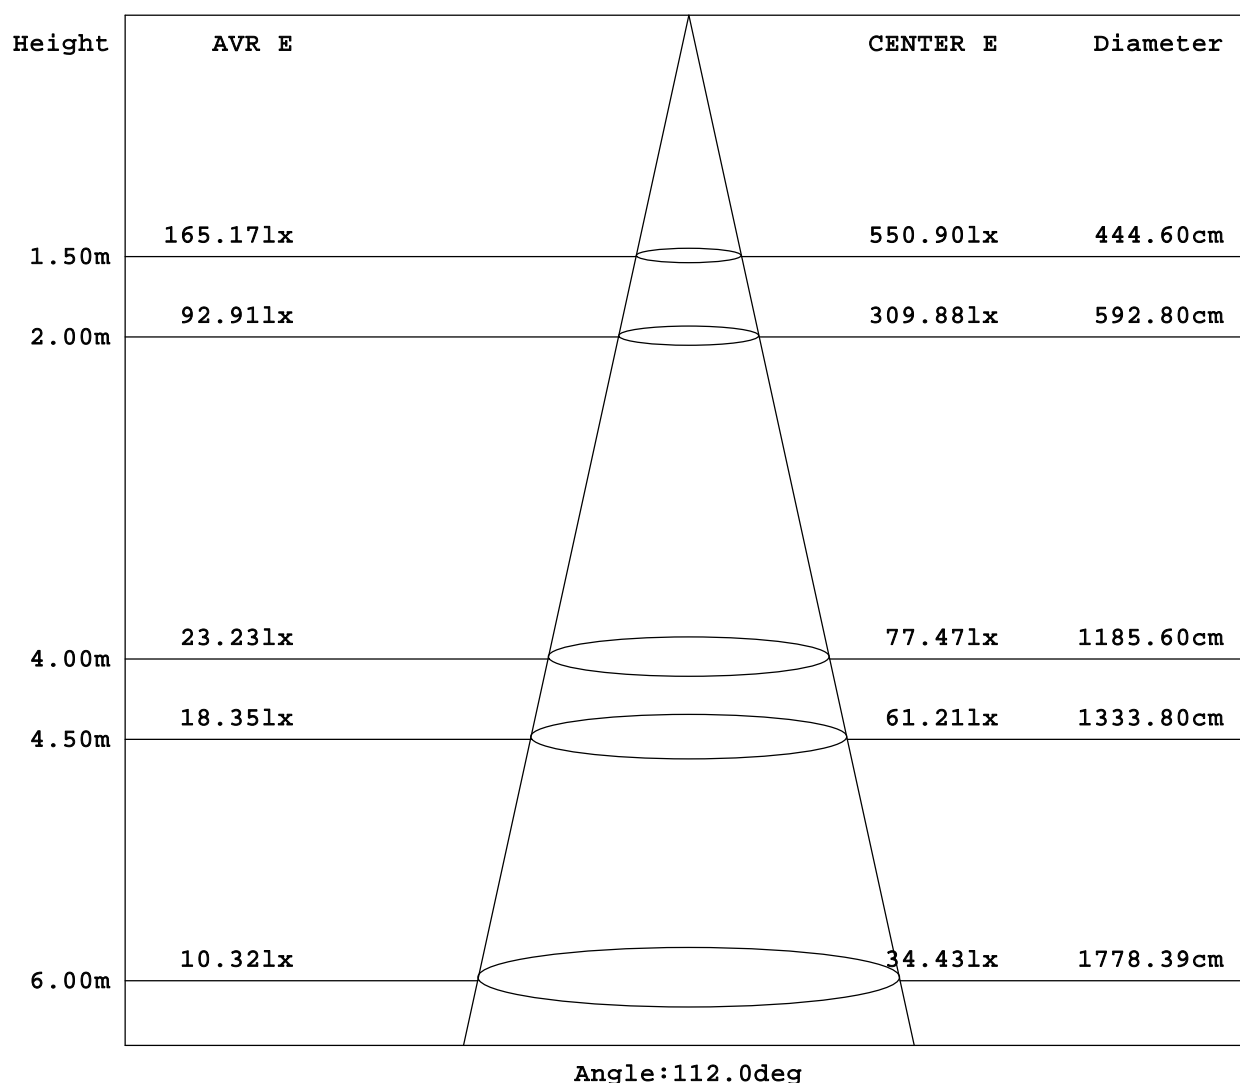 Height AVR E CENTER E Diameter
165.17lx 550.90lx 444.60cm
1.50m
92.91lx 309.88lx 592.80cm
2.00m
23.23lx 77.47lx 1185.60cm
4.00m
18.35lx 61.21lx 1333.80cm
4.50m
10.32lx 34.43lx 1778.39cm
6.00m
Angle:112.0deg